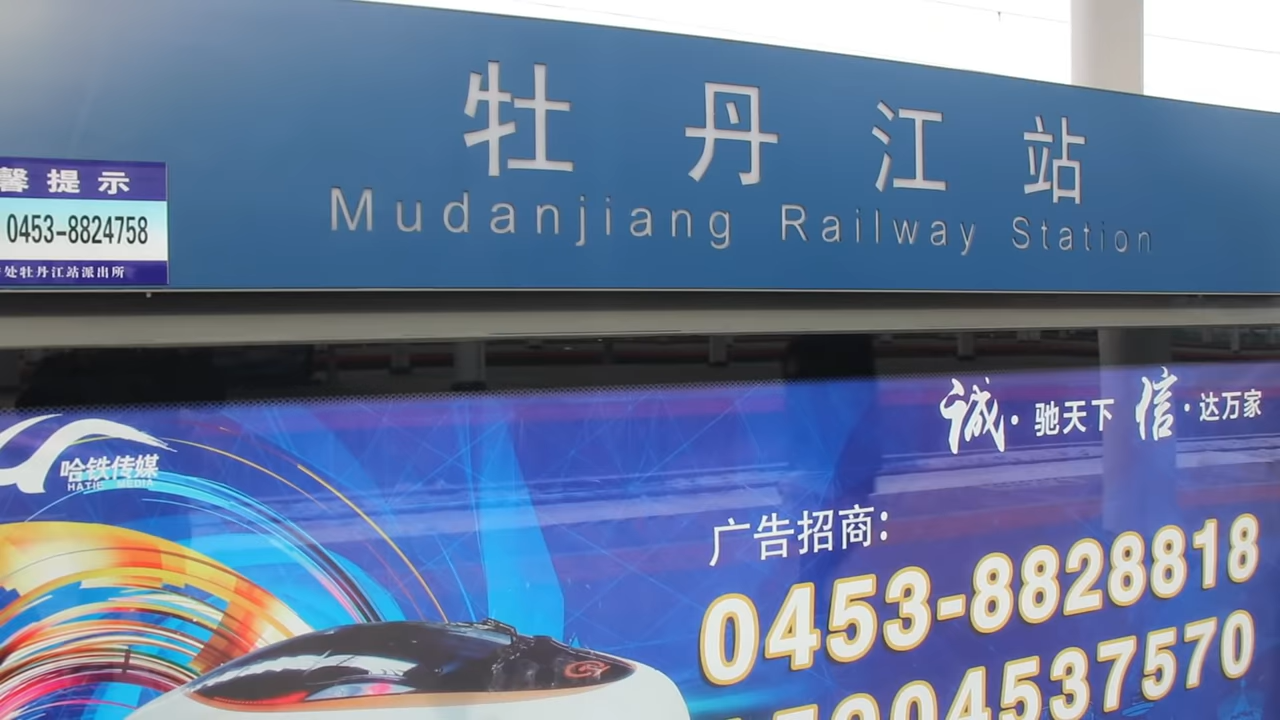 牡丹江站
Mudanjiang Railway Station
馨提示
0453-8824758
处牡丹江站派出所
哈铁传媒
HATIE MEDIA
诚·驰天下 信·达万家
广告招商:
0453-8828818
04537570